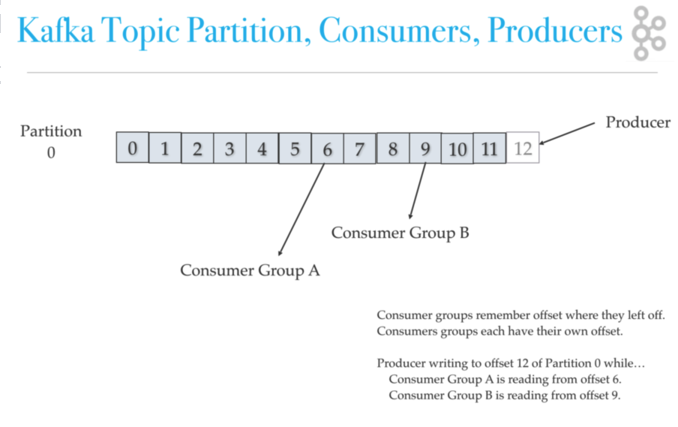 Kafka Topic Partition, Consumers, Producers
Producer
Partition
0
0 1 2 3 4 5 6 7 8 9 10 11 12
Consumer Group B
Consumer Group A
Consumer groups remember offset where they left off.
Consumers groups each have their own offset.
Producer writing to offset 12 of Partition 0 while…
Consumer Group A is reading from offset 6.
Consumer Group B is reading from offset 9.